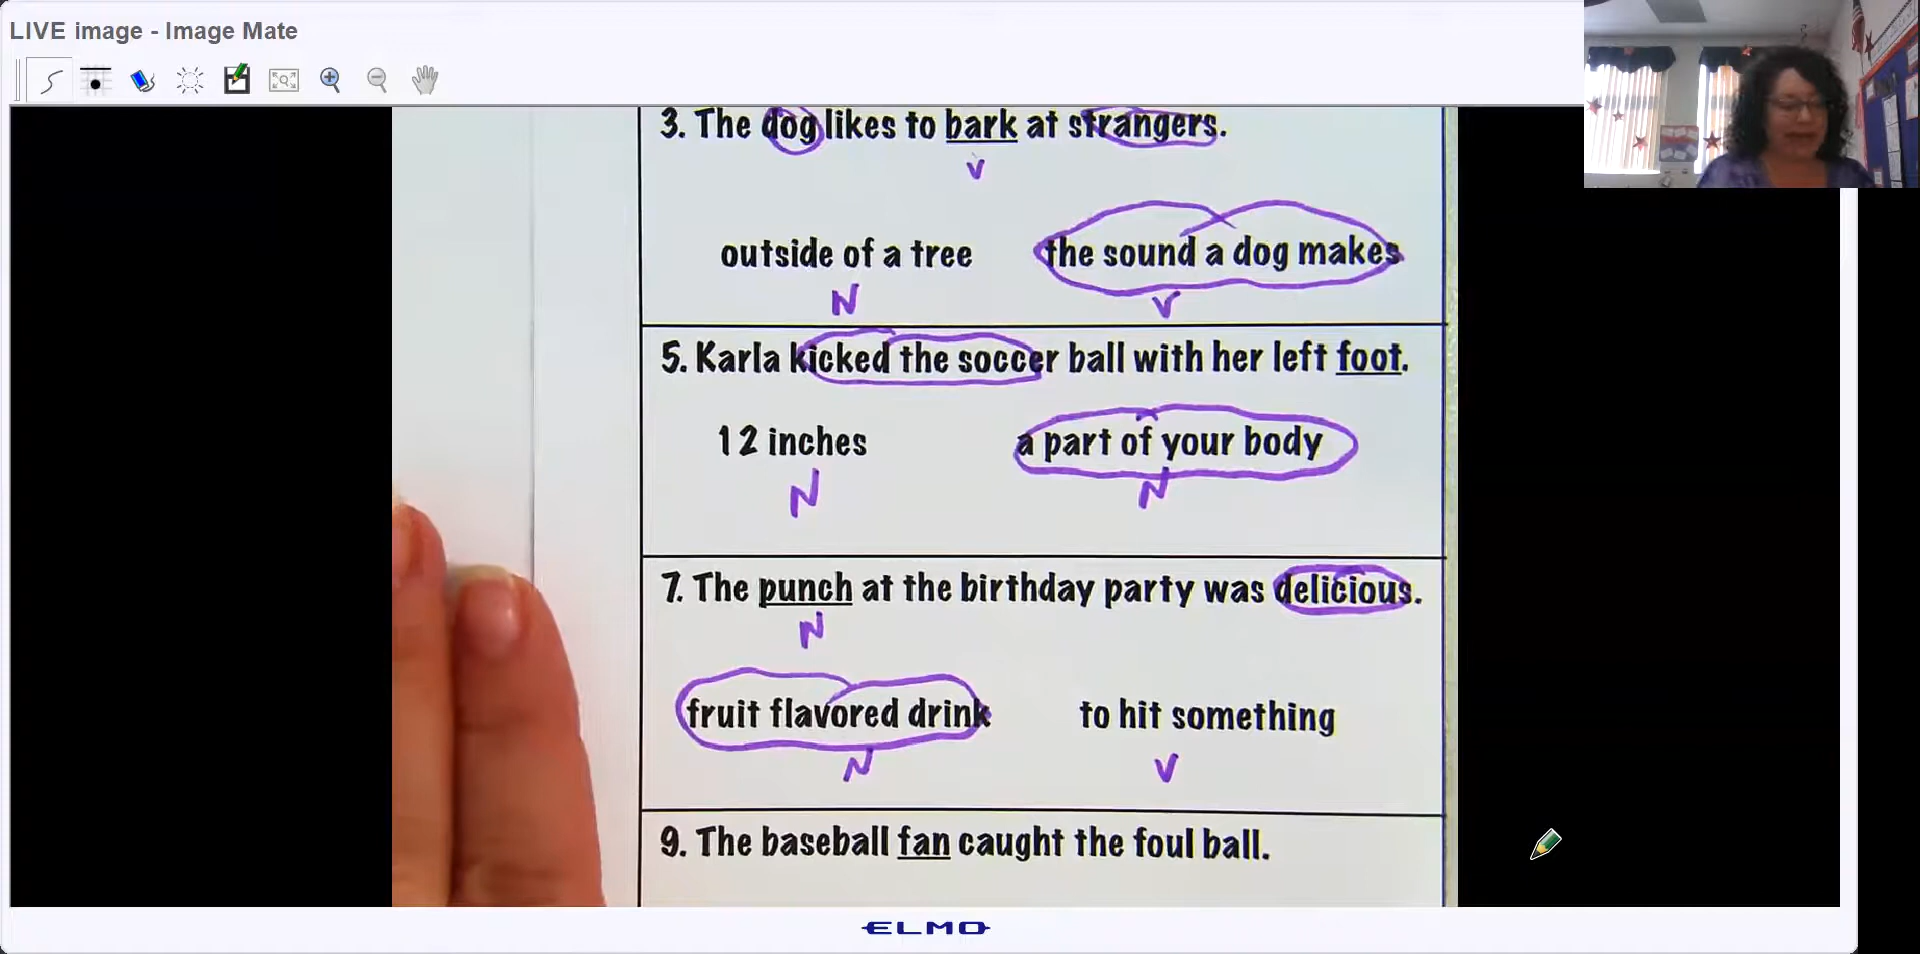 LIVE image - Image Mate
3. The dog likes to bark at strangers.
V
outside of a tree the sound a dog makes
N V
5. Karla kicked the soccer ball with her left foot.
12 inches a part of your body
N N
7. The punch at the birthday party was delicious.
N
fruit flavored drink to hit something
N V
9. The baseball fan caught the foul ball.
ELMO